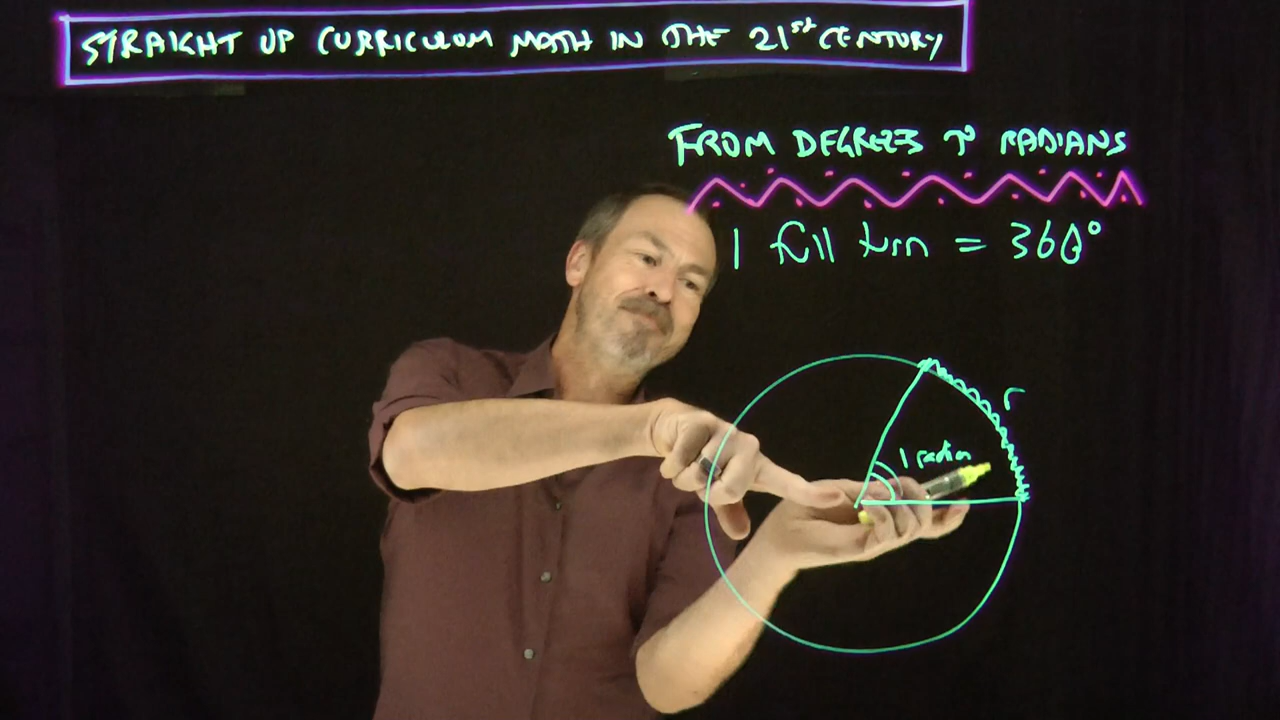 STRAIGHT UP CURRICULUM MATH IN THE 21st CENTURY
FROM DEGREES TO RADIANS
1 full turn = 360°
r
1 radian